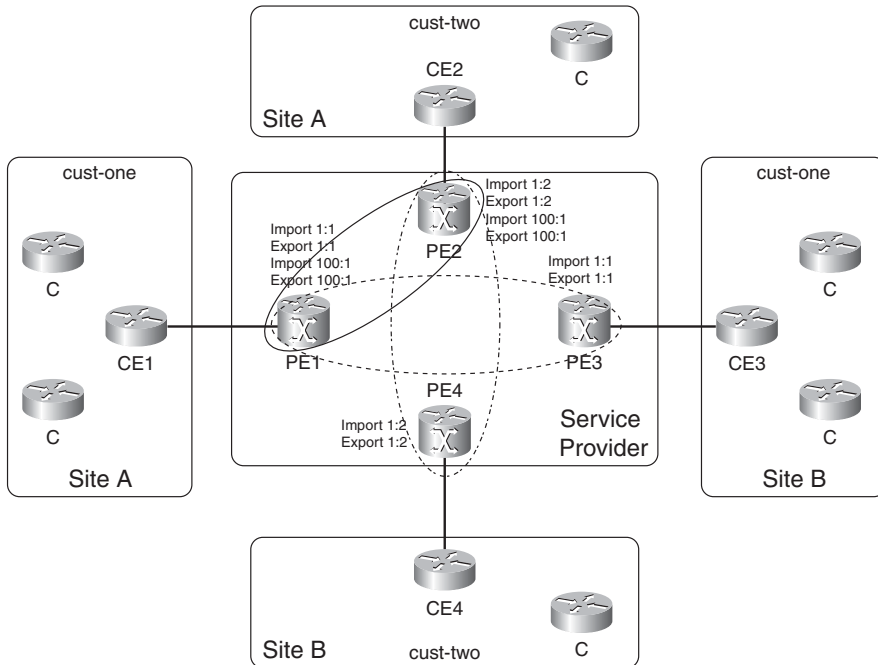 cust-two
C
CE2
Site A
cust-one
C
CE1
C
Site A
Import 1:2
Export 1:2
Import 100:1
Export 100:1
PE2
Import 1:1
Export 1:1
Import 100:1
Export 100:1
PE1
Import 1:1
Export 1:1
PE3
PE4
Import 1:2
Export 1:2
Service
Provider
cust-one
C
CE3
C
Site B
CE4
C
Site B
cust-two